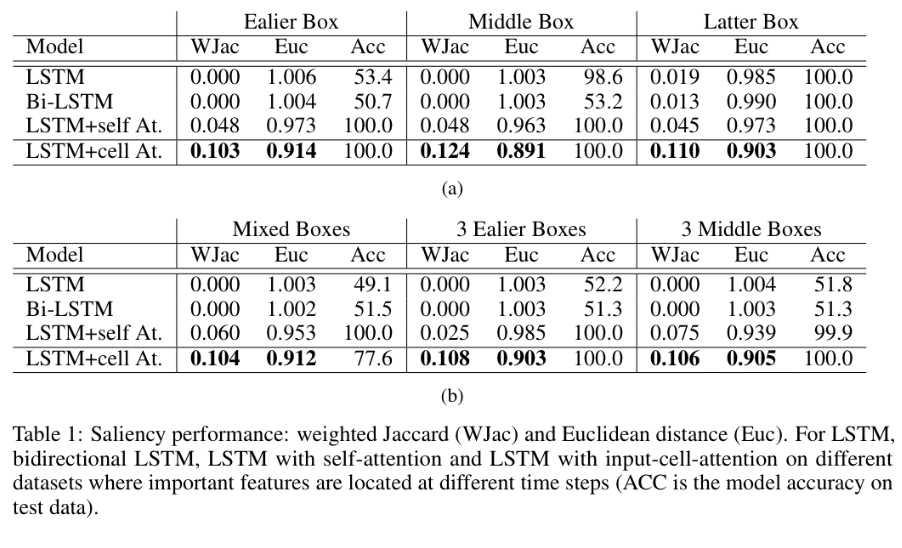 Ealier Box Middle Box Latter Box
Model WJac Euc Acc WJac Euc Acc WJac Euc Acc
LSTM 0.000 1.006 53.4 0.000 1.003 98.6 0.019 0.985 100.0
Bi-LSTM 0.000 1.004 50.7 0.000 1.003 53.2 0.013 0.990 100.0
LSTM+self At. 0.048 0.973 100.0 0.048 0.963 100.0 0.045 0.973 100.0
LSTM+cell At. 0.103 0.914 100.0 0.124 0.891 100.0 0.110 0.903 100.0
(a)
Mixed Boxes 3 Ealier Boxes 3 Middle Boxes
Model WJac Euc Acc WJac Euc Acc WJac Euc Acc
LSTM 0.000 1.003 49.1 0.000 1.003 52.2 0.000 1.004 51.8
Bi-LSTM 0.000 1.002 51.5 0.000 1.003 51.3 0.000 1.003 51.3
LSTM+self At. 0.060 0.953 100.0 0.025 0.985 100.0 0.075 0.939 99.9
LSTM+cell At. 0.104 0.912 77.6 0.108 0.903 100.0 0.106 0.905 100.0
(b)
Table 1: Saliency performance: weighted Jaccard (WJac) and Euclidean distance (Euc). For LSTM,
bidirectional LSTM, LSTM with self-attention and LSTM with input-cell-attention on different
datasets where important features are located at different time steps (ACC is the model accuracy on
test data).